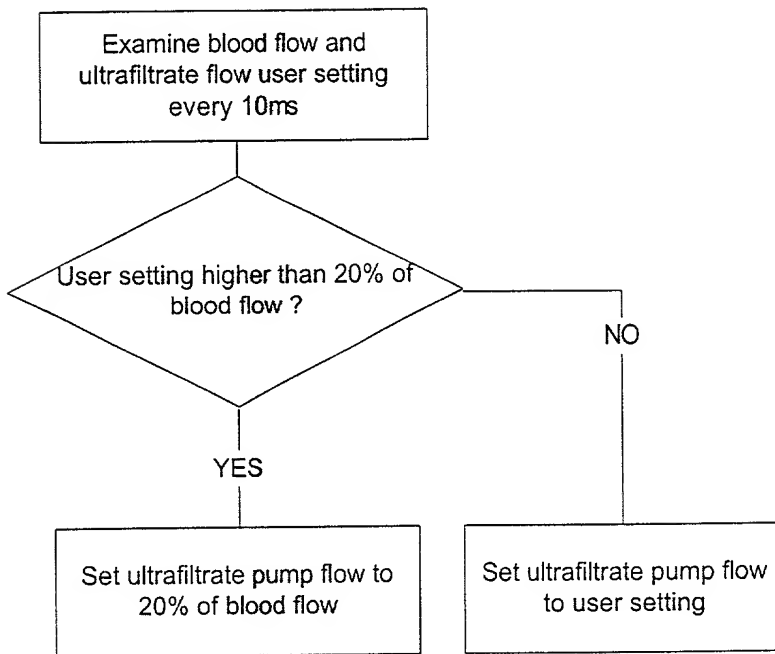 Examine blood flow and
ultrafiltrate flow user setting
every 10ms
User setting higher than 20% of
blood flow ?
NO
YES
Set ultrafiltrate pump flow to
20% of blood flow
Set ultrafiltrate pump flow
to user setting